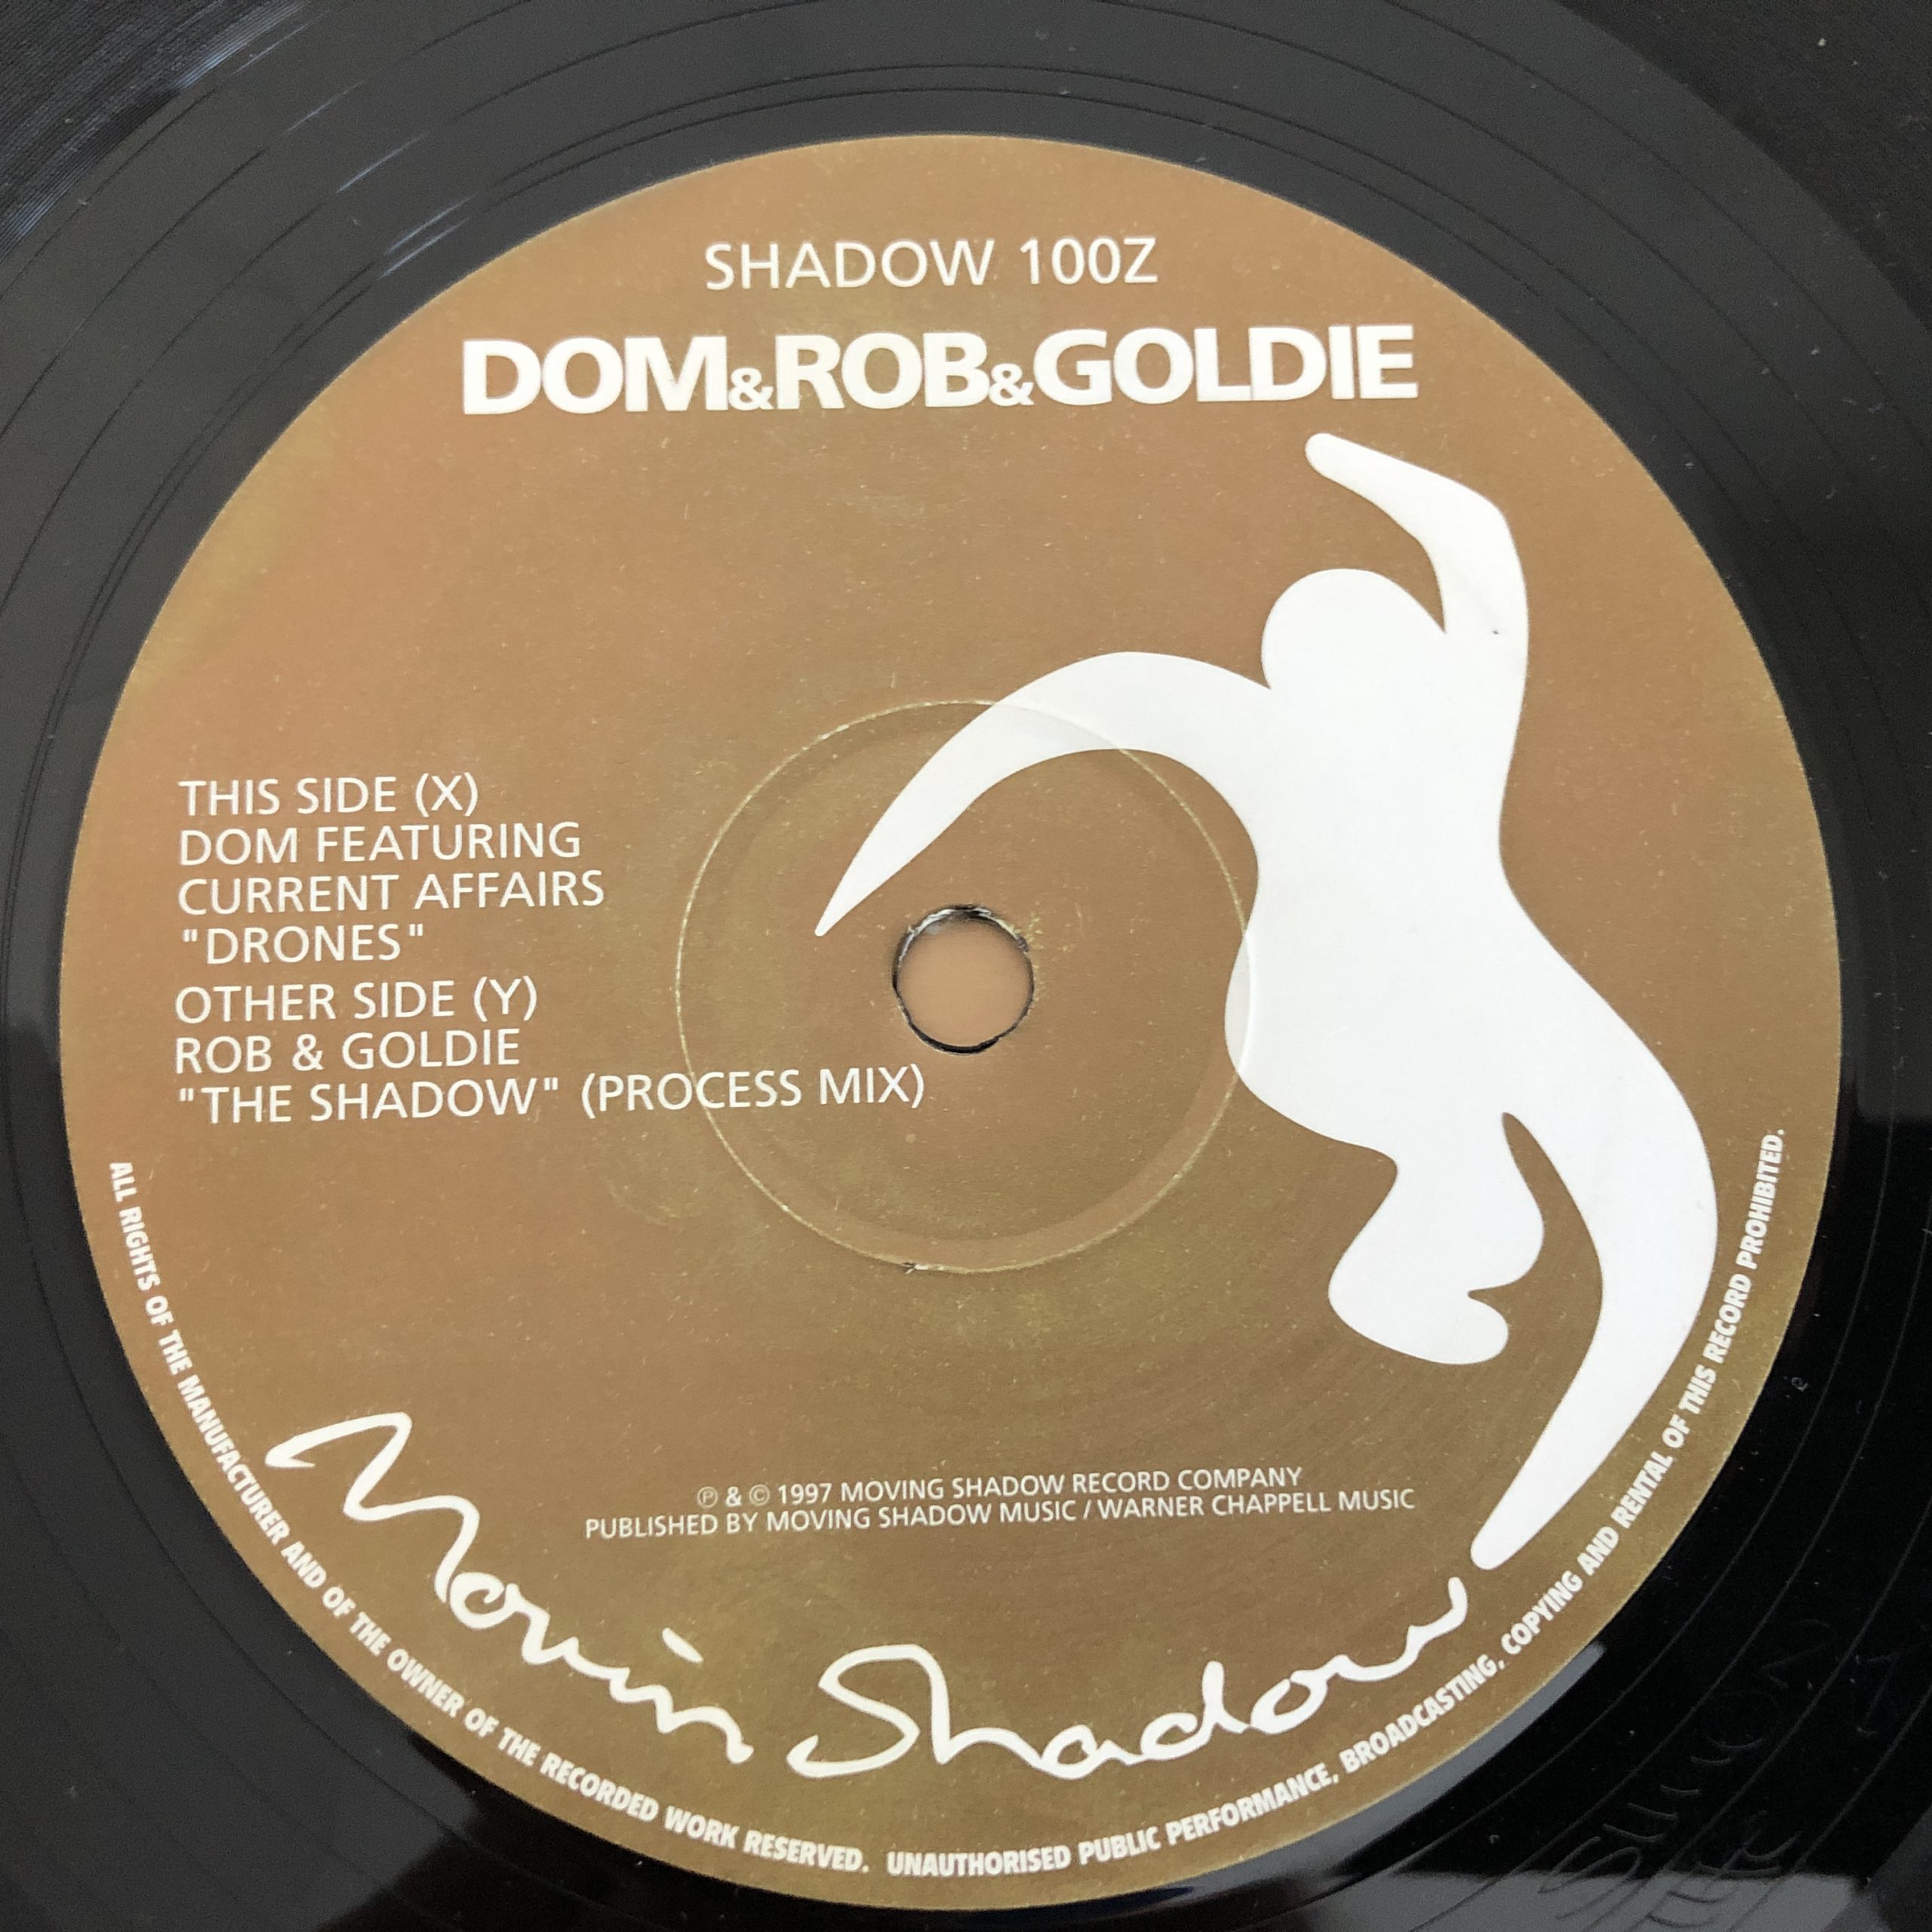 SHADOW 100Z
DOM&ROB&GOLDIE
THIS SIDE (X)
DOM FEATURING
CURRENT AFFAIRS
"DRONES"
OTHER SIDE (Y)
ROB & GOLDIE
"THE SHADOW" (PROCESS MIX)
℗ & © 1997 MOVING SHADOW RECORD COMPANY
PUBLISHED BY MOVING SHADOW MUSIC / WARNER CHAPPELL MUSIC
Movin Shadow
ALL RIGHTS OF THE MANUFACTURER AND OF THE OWNER OF THE RECORDED WORK RESERVED. UNAUTHORISED PUBLIC PERFORMANCE, BROADCASTING, COPYING AND RENTAL OF THIS RECORD PROHIBITED.